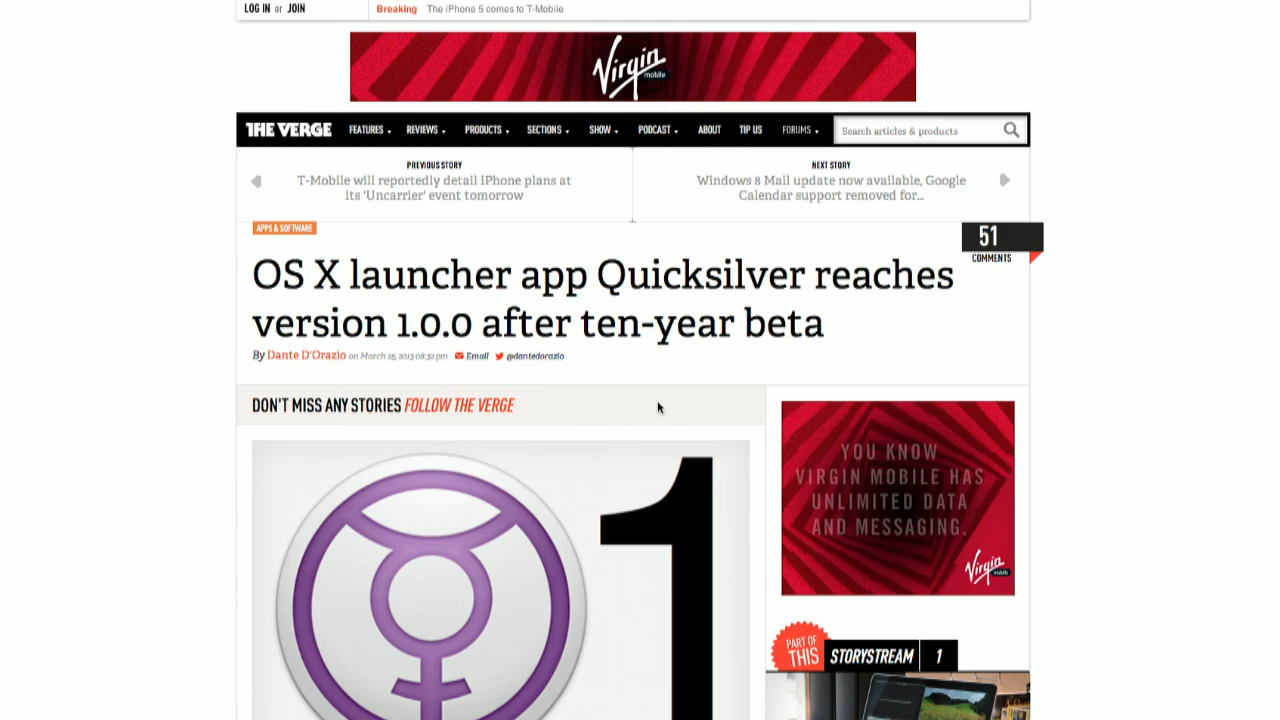 LOG IN or JOIN
Breaking The iPhone 5 comes to T-Mobile
Virgin
mobile
THE VERGE FEATURES REVIEWS PRODUCTS SECTIONS SHOW PODCAST ABOUT TIP US FORUMS Search articles & products
PREVIOUS STORY
T-Mobile will reportedly detail iPhone plans at
its 'Uncarrier' event tomorrow
NEXT STORY
Windows 8 Mail update now available, Google
Calendar support removed for...
APPS & SOFTWARE
51
COMMENTS
OS X launcher app Quicksilver reaches
version 1.0.0 after ten-year beta
By Dante D'Orazio on March 25, 2013 08:32 pm Email @dantedorazio
DON'T MISS ANY STORIES FOLLOW THE VERGE
1
YOU KNOW
VIRGIN MOBILE HAS
UNLIMITED DATA
AND MESSAGING.
Virgin
mobile
PART OF
THIS STORYSTREAM 1